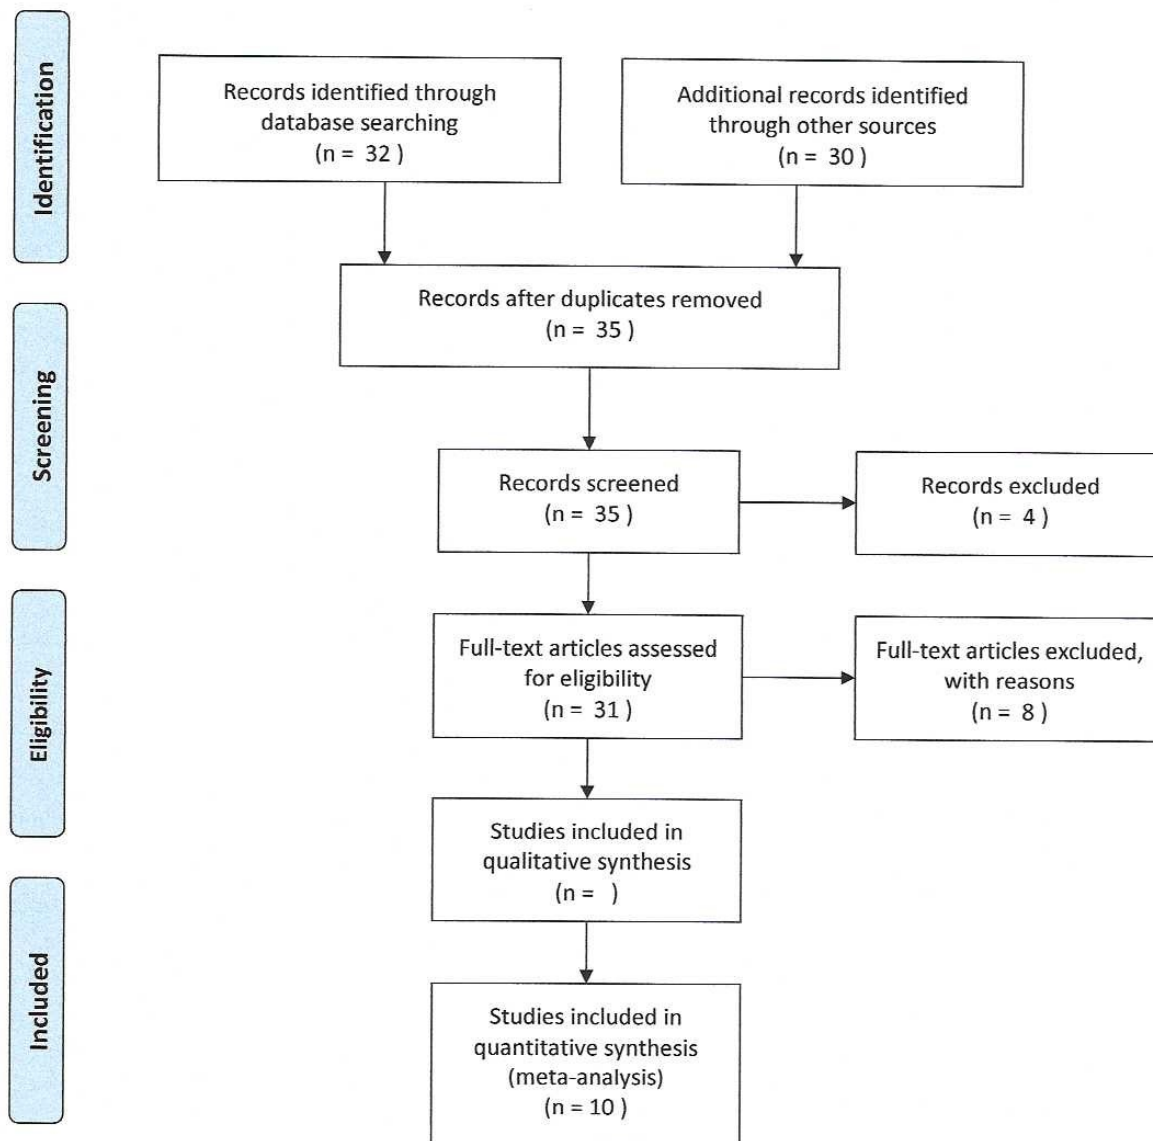 Identification
Records identified through
database searching
(n = 32 )
Additional records identified
through other sources
(n = 30 )
Records after duplicates removed
(n = 35 )
Screening
Records screened
(n = 35 )
Records excluded
(n = 4 )
Eligibility
Full-text articles assessed
for eligibility
(n = 31 )
Full-text articles excluded,
with reasons
(n = 8 )
Studies included in
qualitative synthesis
(n = )
Included
Studies included in
quantitative synthesis
(meta-analysis)
(n = 10 )